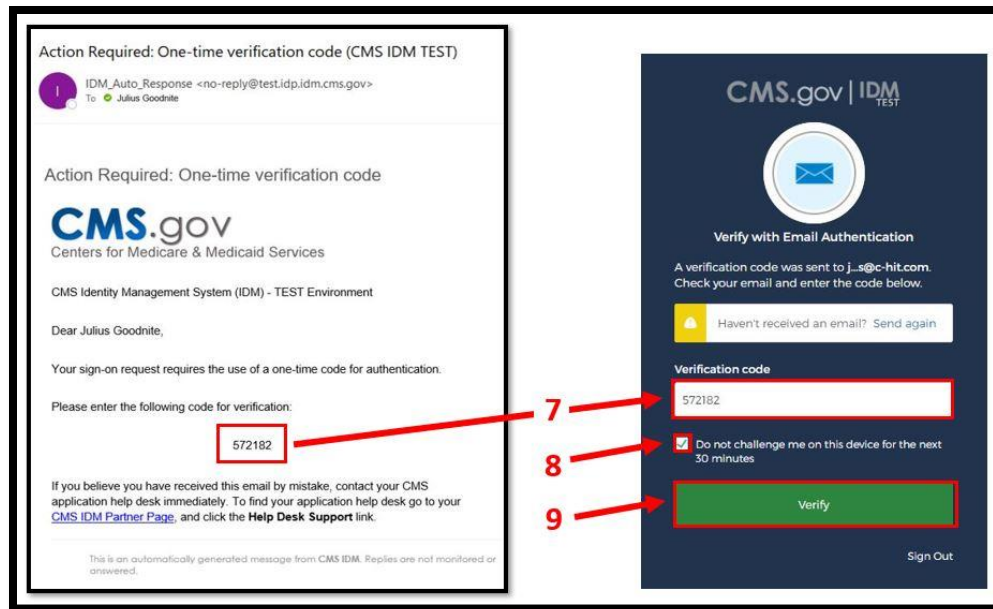 Action Required: One-time verification code (CMS IDM TEST)
I
IDM_Auto_Response <no-reply@test.idp.idm.cms.gov>
To Julius Goodnite
Action Required: One-time verification code
CMS.gov
Centers for Medicare & Medicaid Services
CMS Identity Management System (IDM) - TEST Environment
Dear Julius Goodnite,
Your sign-on request requires the use of a one-time code for authentication.
Please enter the following code for verification:
572182
If you believe you have received this email by mistake, contact your CMS
application help desk immediately. To find your application help desk go to your
CMS IDM Partner Page, and click the Help Desk Support link.
This is an automatically generated message from CMS IDM. Replies are not monitored or
answered.
7
8
9
CMS.gov | IDM
TEST
Verify with Email Authentication
A verification code was sent to j...s@c-hit.com.
Check your email and enter the code below.
Haven't received an email? Send again
Verification code
572182
Do not challenge me on this device for the next
30 minutes
Verify
Sign Out